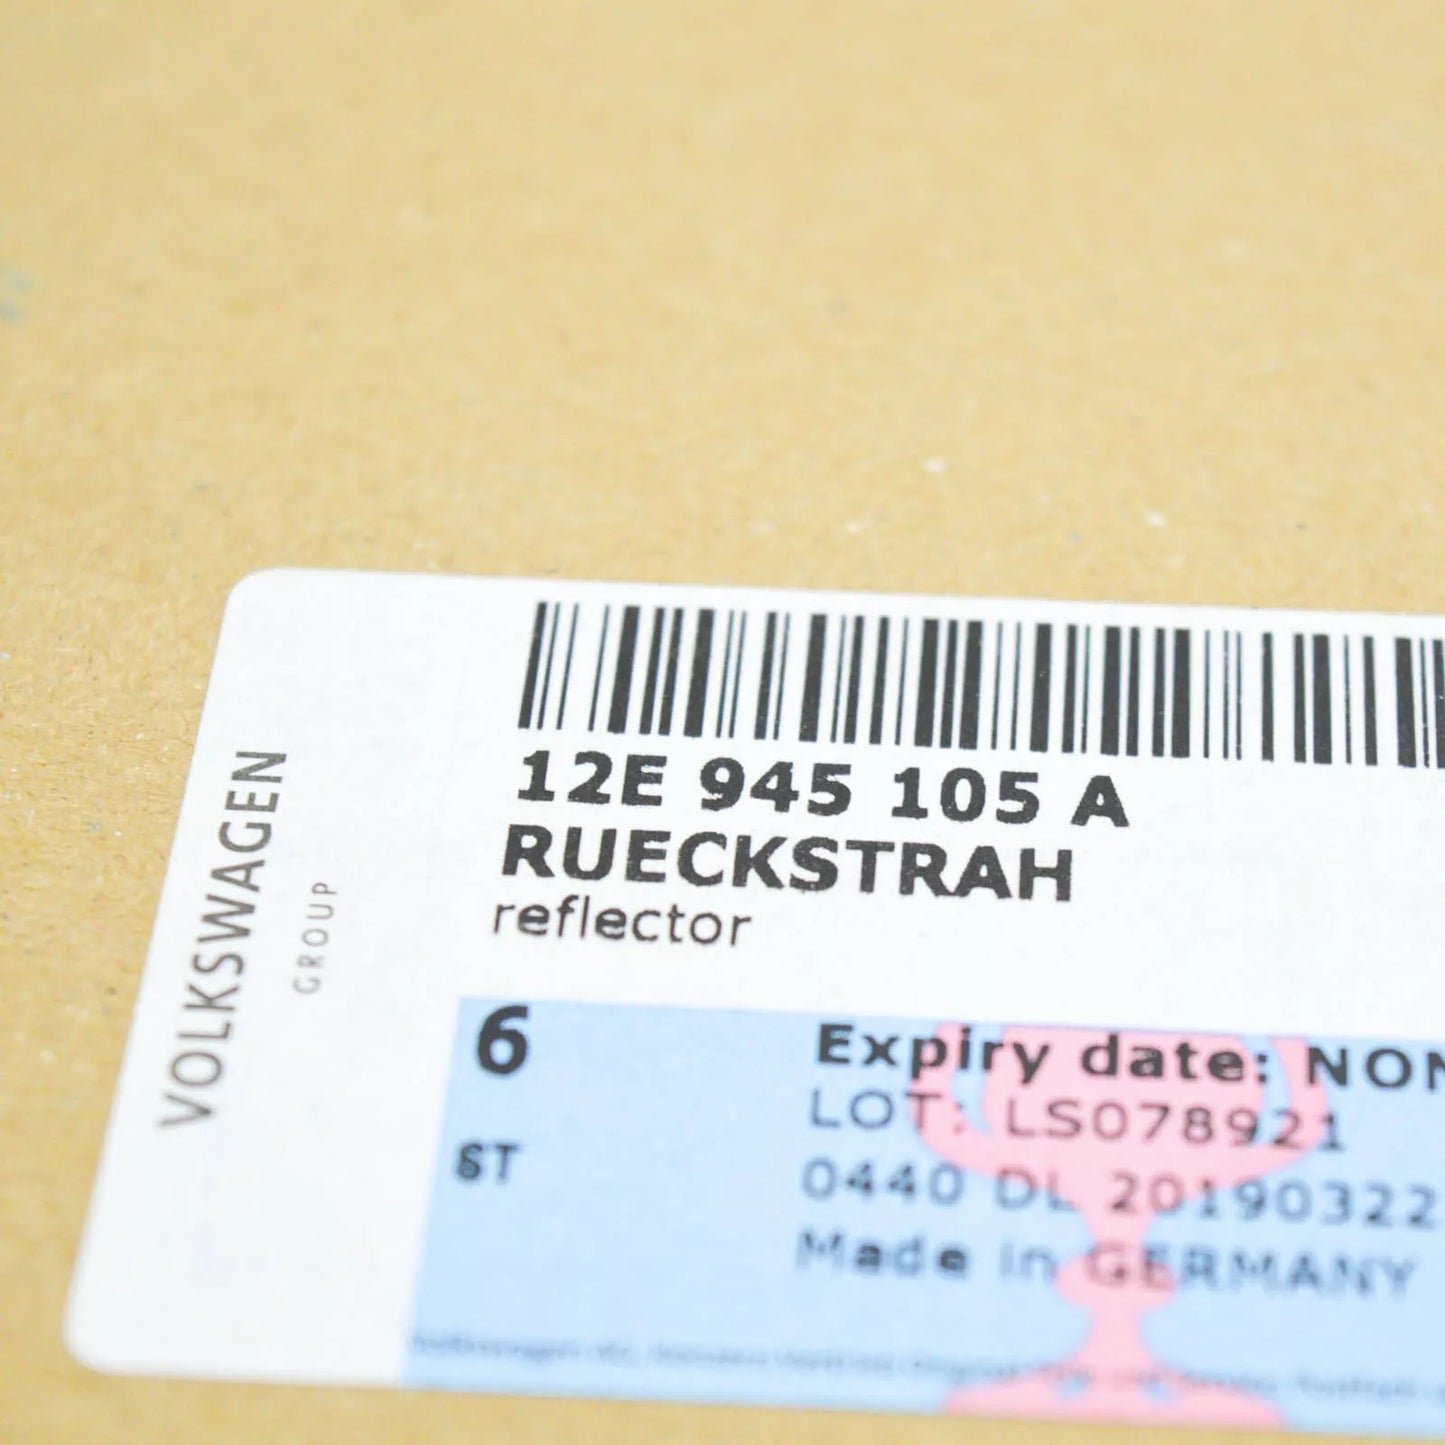 VOLKSWAGEN
GROUP
12E 945 105 A
RUECKSTRAH
reflector
6
ST
Expiry date: NON
LOT: LS078921
0440 DL 20190322
Made in GERMANY